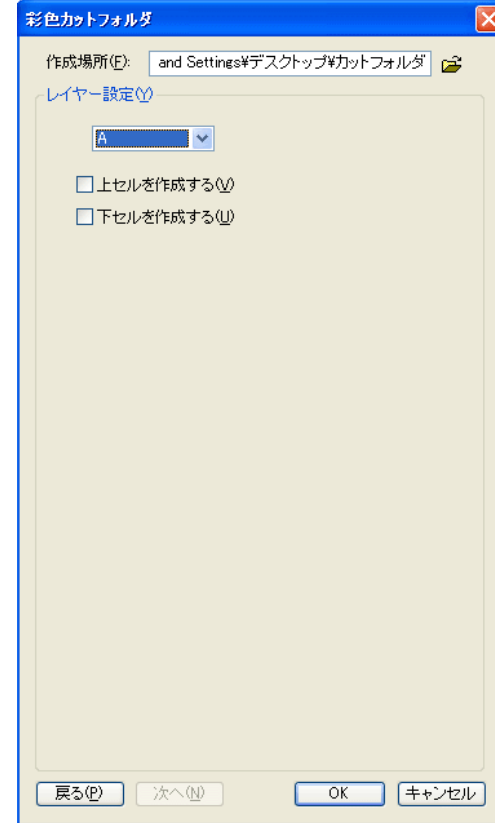 彩色カットフォルダ
作成場所(F): and Settings¥デスクトップ¥カットフォルダ
レイヤー設定(Y)
A
上セルを作成する(V)
下セルを作成する(U)
戻る(P) 次へ(N) OK キャンセル